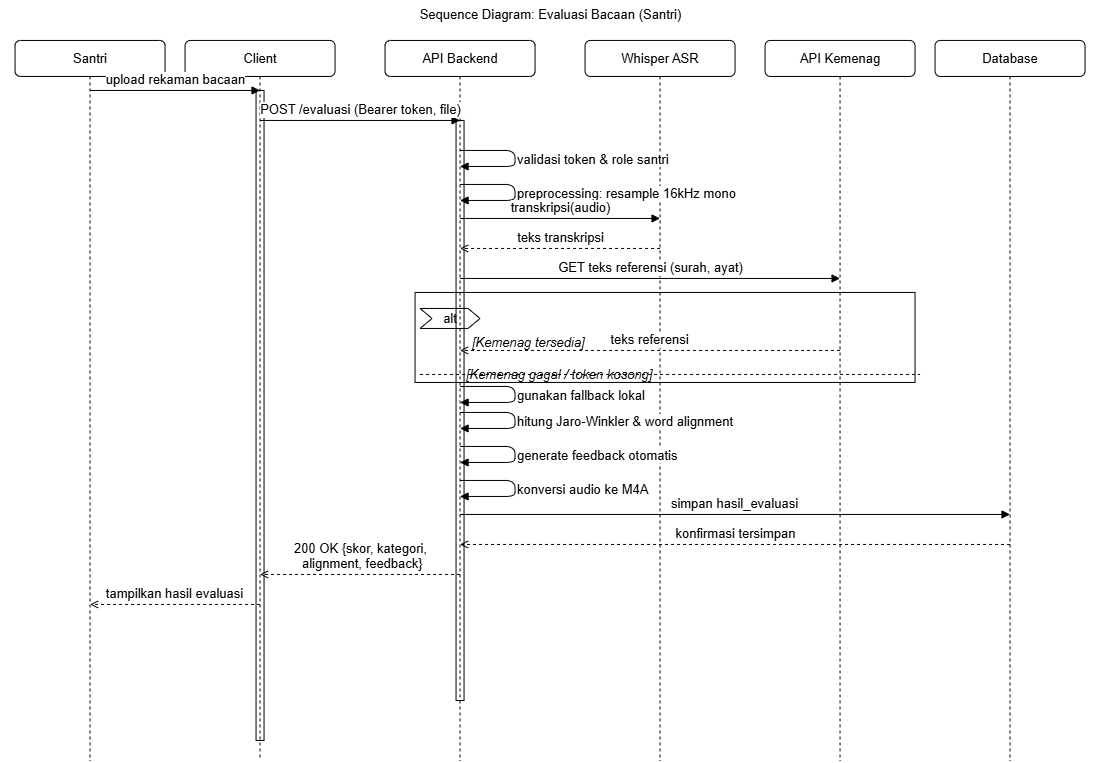 Sequence Diagram: Evaluasi Bacaan (Santri)
Santri
Client
API Backend
Whisper ASR
API Kemenag
Database
upload rekaman bacaan
POST /evaluasi (Bearer token, file)
validasi token & role santri
preprocessing: resample 16kHz mono
transkripsi(audio)
teks transkripsi
GET teks referensi (surah, ayat)
alt
[Kemenag tersedia]
teks referensi
[Kemenag gagal / token kosong]
gunakan fallback lokal
hitung Jaro-Winkler & word alignment
generate feedback otomatis
konversi audio ke M4A
simpan hasil_evaluasi
konfirmasi tersimpan
200 OK {skor, kategori,
alignment, feedback}
tampilkan hasil evaluasi